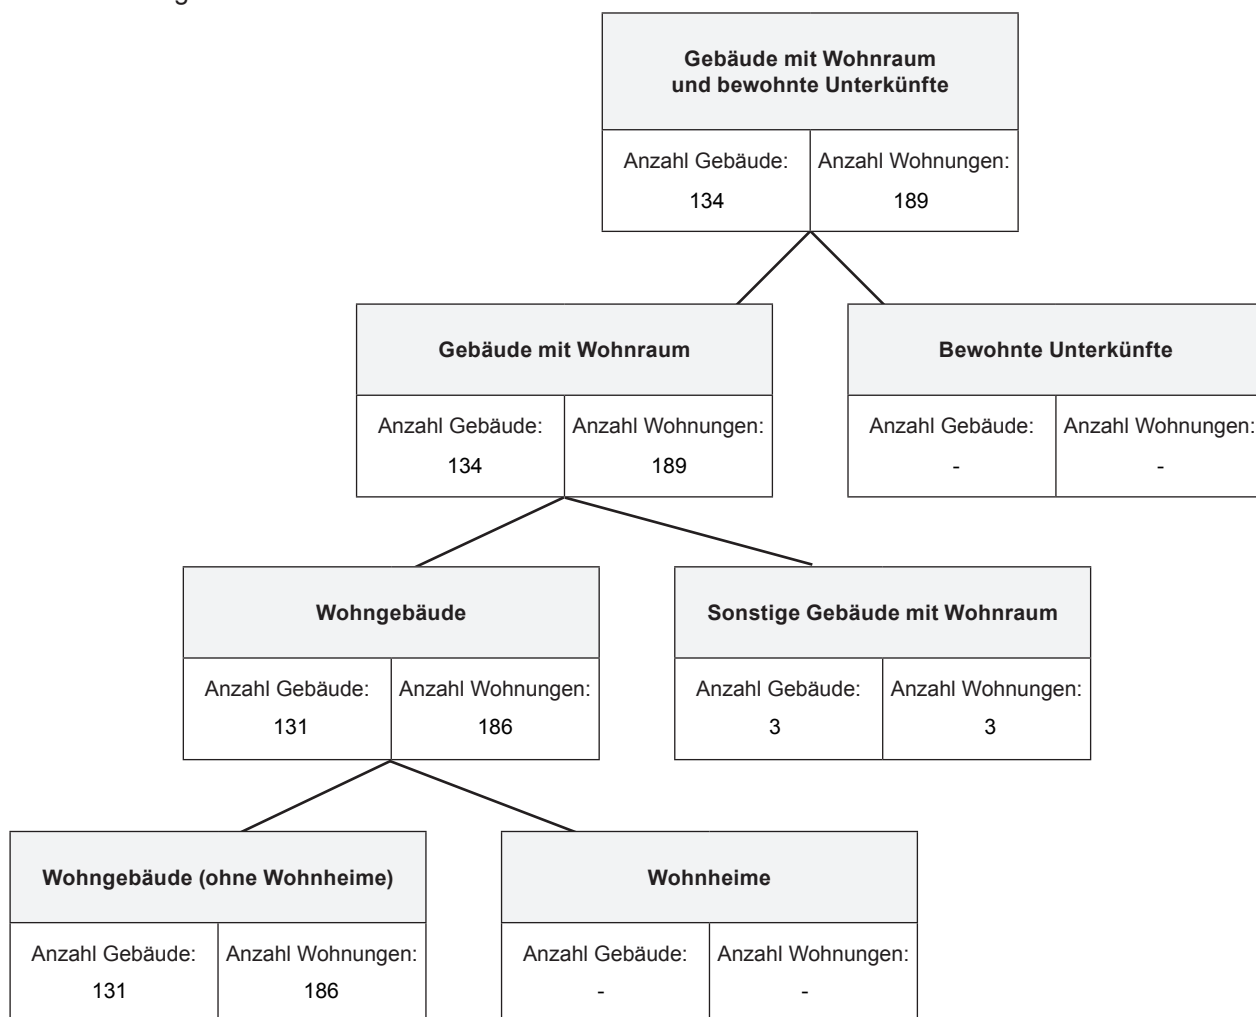 Gebäude mit Wohnraum
und bewohnte Unterkünfte
Anzahl Gebäude: Anzahl Wohnungen:
134 189
Gebäude mit Wohnraum
Bewohnte Unterkünfte
Anzahl Gebäude: Anzahl Wohnungen:
134 189
Anzahl Gebäude: Anzahl Wohnungen:
- -
Wohngebäude
Sonstige Gebäude mit Wohnraum
Anzahl Gebäude: Anzahl Wohnungen:
131 186
Anzahl Gebäude: Anzahl Wohnungen:
3 3
Wohngebäude (ohne Wohnheime)
Wohnheime
Anzahl Gebäude: Anzahl Wohnungen:
131 186
Anzahl Gebäude: Anzahl Wohnungen:
- -